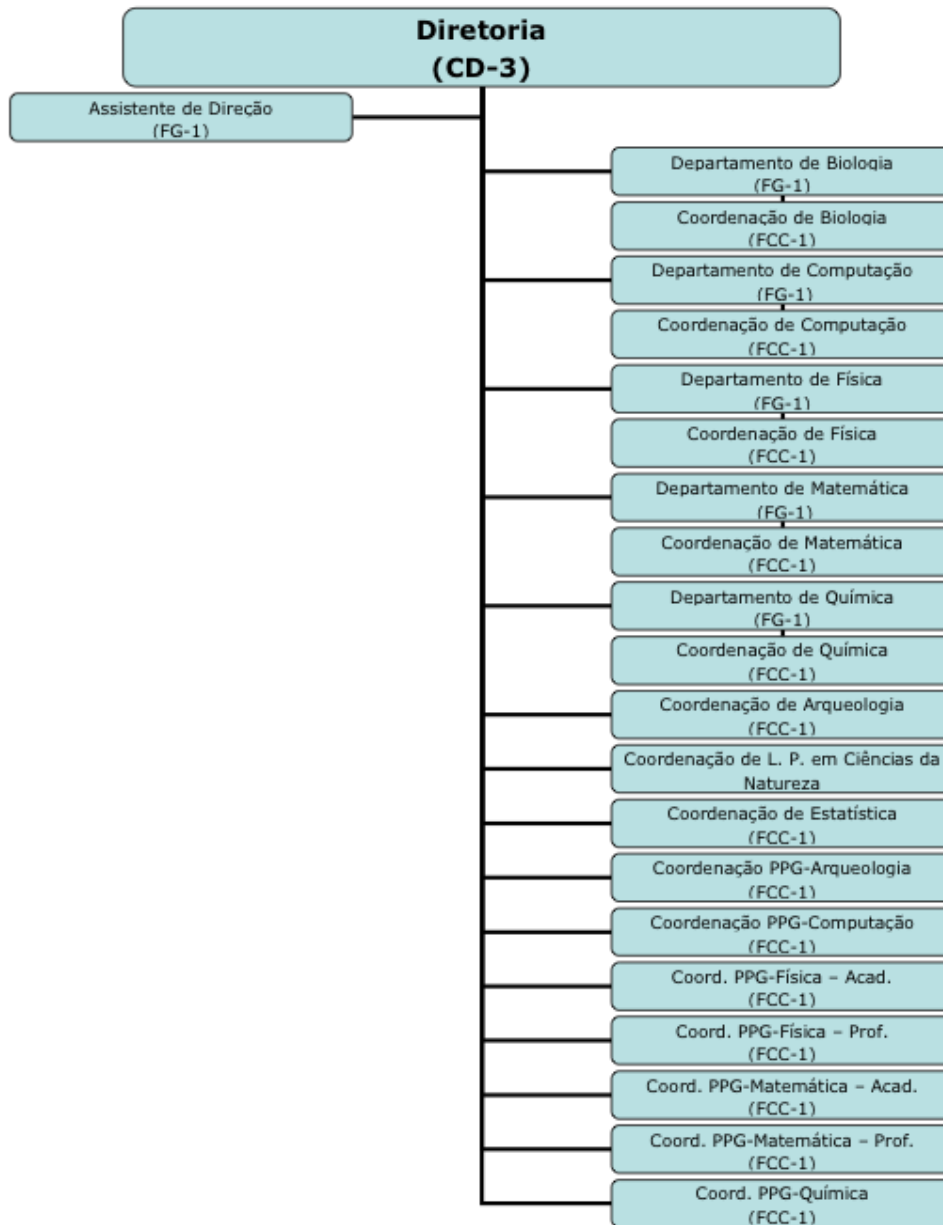 Diretoria
(CD-3)
Assistente de Direção
(FG-1)
Departamento de Biologia
(FG-1)
Coordenação de Biologia
(FCC-1)
Departamento de Computação
(FG-1)
Coordenação de Computação
(FCC-1)
Departamento de Física
(FG-1)
Coordenação de Física
(FCC-1)
Departamento de Matemática
(FG-1)
Coordenação de Matemática
(FCC-1)
Departamento de Química
(FG-1)
Coordenação de Química
(FCC-1)
Coordenação de Arqueologia
(FCC-1)
Coordenação de L. P. em Ciências da
Natureza
Coordenação de Estatística
(FCC-1)
Coordenação PPG-Arqueologia
(FCC-1)
Coordenação PPG-Computação
(FCC-1)
Coord. PPG-Física – Acad.
(FCC-1)
Coord. PPG-Física – Prof.
(FCC-1)
Coord. PPG-Matemática – Acad.
(FCC-1)
Coord. PPG-Matemática – Prof.
(FCC-1)
Coord. PPG-Química
(FCC-1)